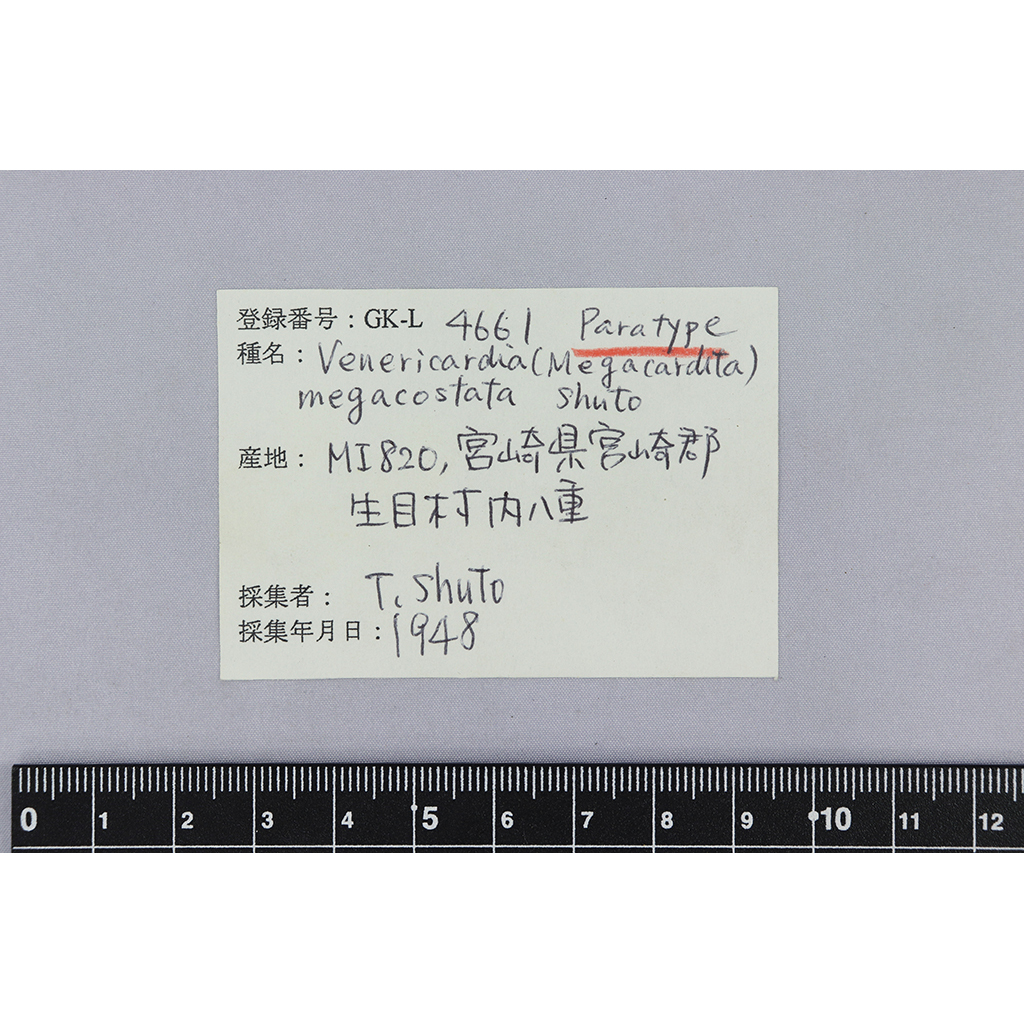 登録番号：GK-L 4661 Paratype
種名：Venericardia (Megacardita)
megacostata Shuto
産地：MI820, 宮崎県宮崎郡
生目村内八重
採集者： T. Shuto
採集年月日：1948
0 1 2 3 4 5 6 7 8 9 10 11 12